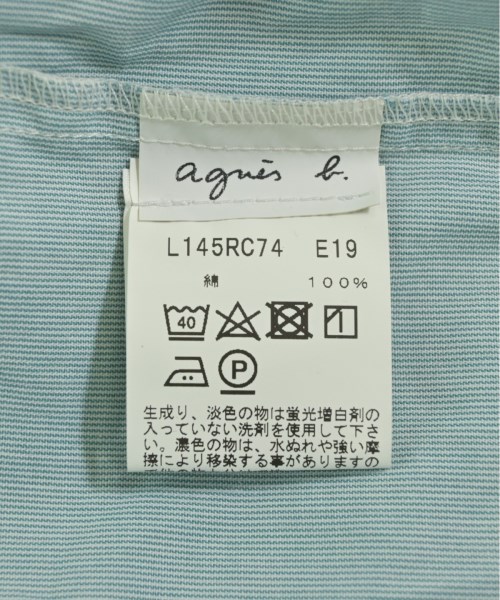 agnès b.
L145RC74 E19
綿 100%
40
P
生成り、淡色の物は蛍光増白剤の
入っていない洗剤を使用して下さ
い。濃色の物は、水ぬれや強い摩
擦により移染する事がありますの